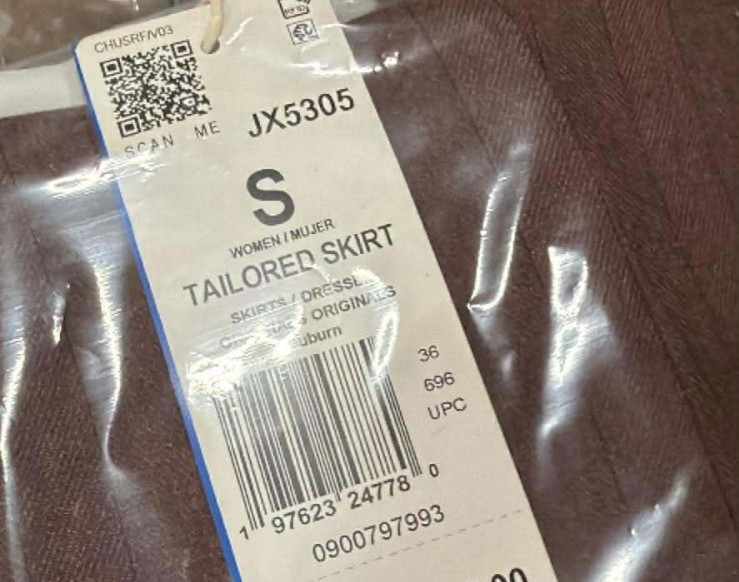 CHUSRF/V03
SCAN ME
JX5305
S
WOMEN / MUJER
TAILORED SKIRT
SKIRTS / DRESSES
ORIGINALS
36
696
UPC
1 97623 24778 0
0900797993